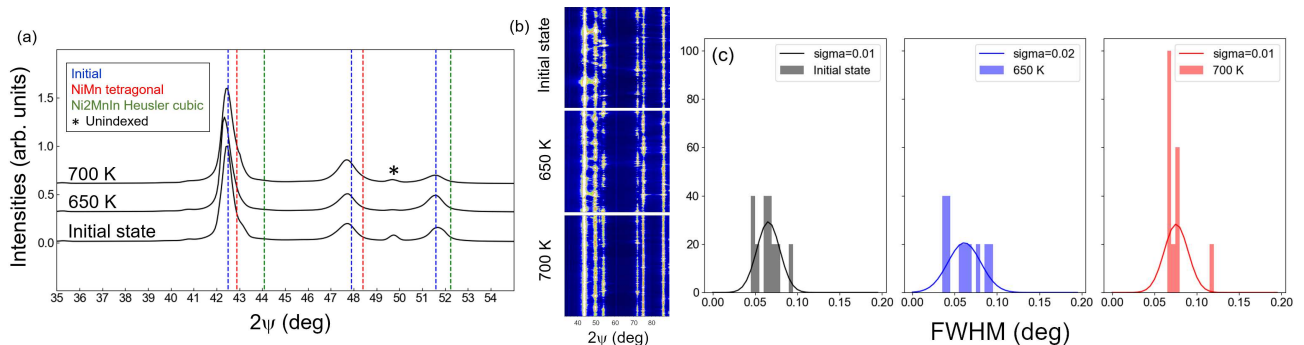 (a)
Initial
NiMn tetragonal
Ni2MnIn Heusler cubic
* Unindexed
Intensities (arb. units)
1.5
1.0
0.5
0.0
700 K
*
650 K
Initial state
35 36 37 38 39 40 41 42 43 44 45 46 47 48 49 50 51 52 53 54
2ψ (deg)
(b)
Initial state
650 K
700 K
40 50 60 70 80
2ψ (deg)
(c)
100
80
60
40
20
0
sigma=0.01
Initial state
0.00 0.05 0.10 0.15 0.20
sigma=0.02
650 K
0.00 0.05 0.10 0.15 0.20
sigma=0.01
700 K
0.00 0.05 0.10 0.15 0.20
FWHM (deg)